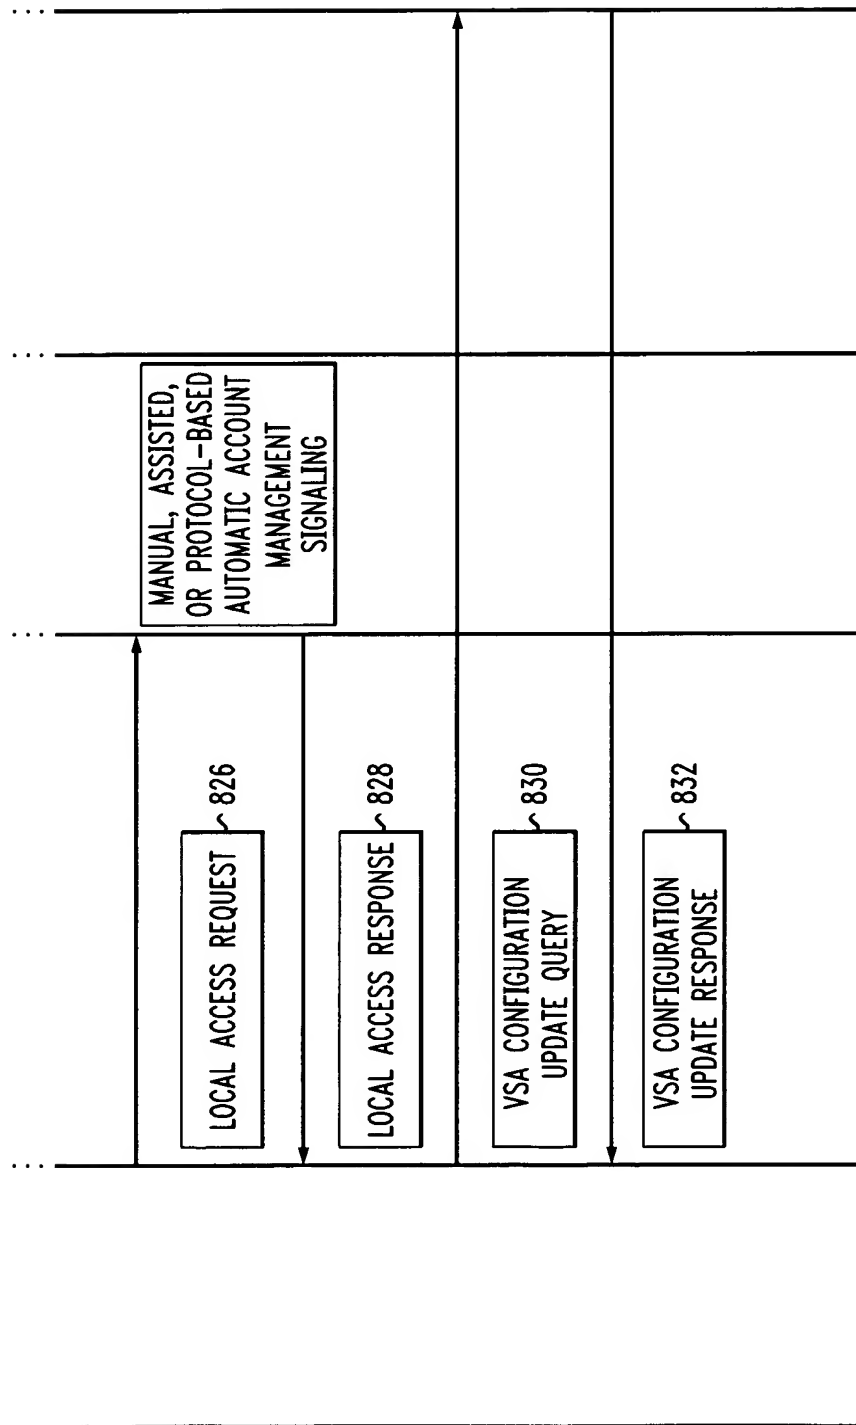 ...
...
...
...
MANUAL, ASSISTED,
OR PROTOCOL-BASED
AUTOMATIC ACCOUNT
MANAGEMENT
SIGNALING
LOCAL ACCESS REQUEST
826
LOCAL ACCESS RESPONSE
828
VSA CONFIGURATION
UPDATE QUERY
830
VSA CONFIGURATION
UPDATE RESPONSE
832